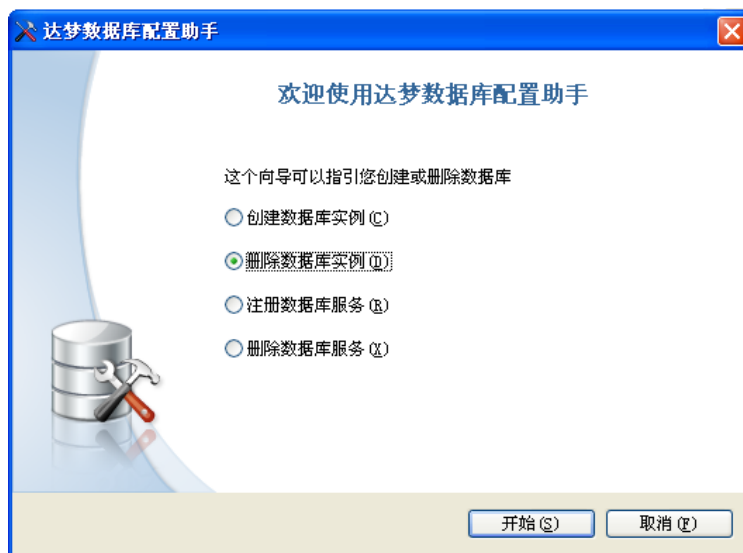 达梦数据库配置助手
欢迎使用达梦数据库配置助手
这个向导可以指引您创建或删除数据库
创建数据库实例(C)
删除数据库实例(D)
注册数据库服务(R)
删除数据库服务(X)
开始(S)
取消(F)